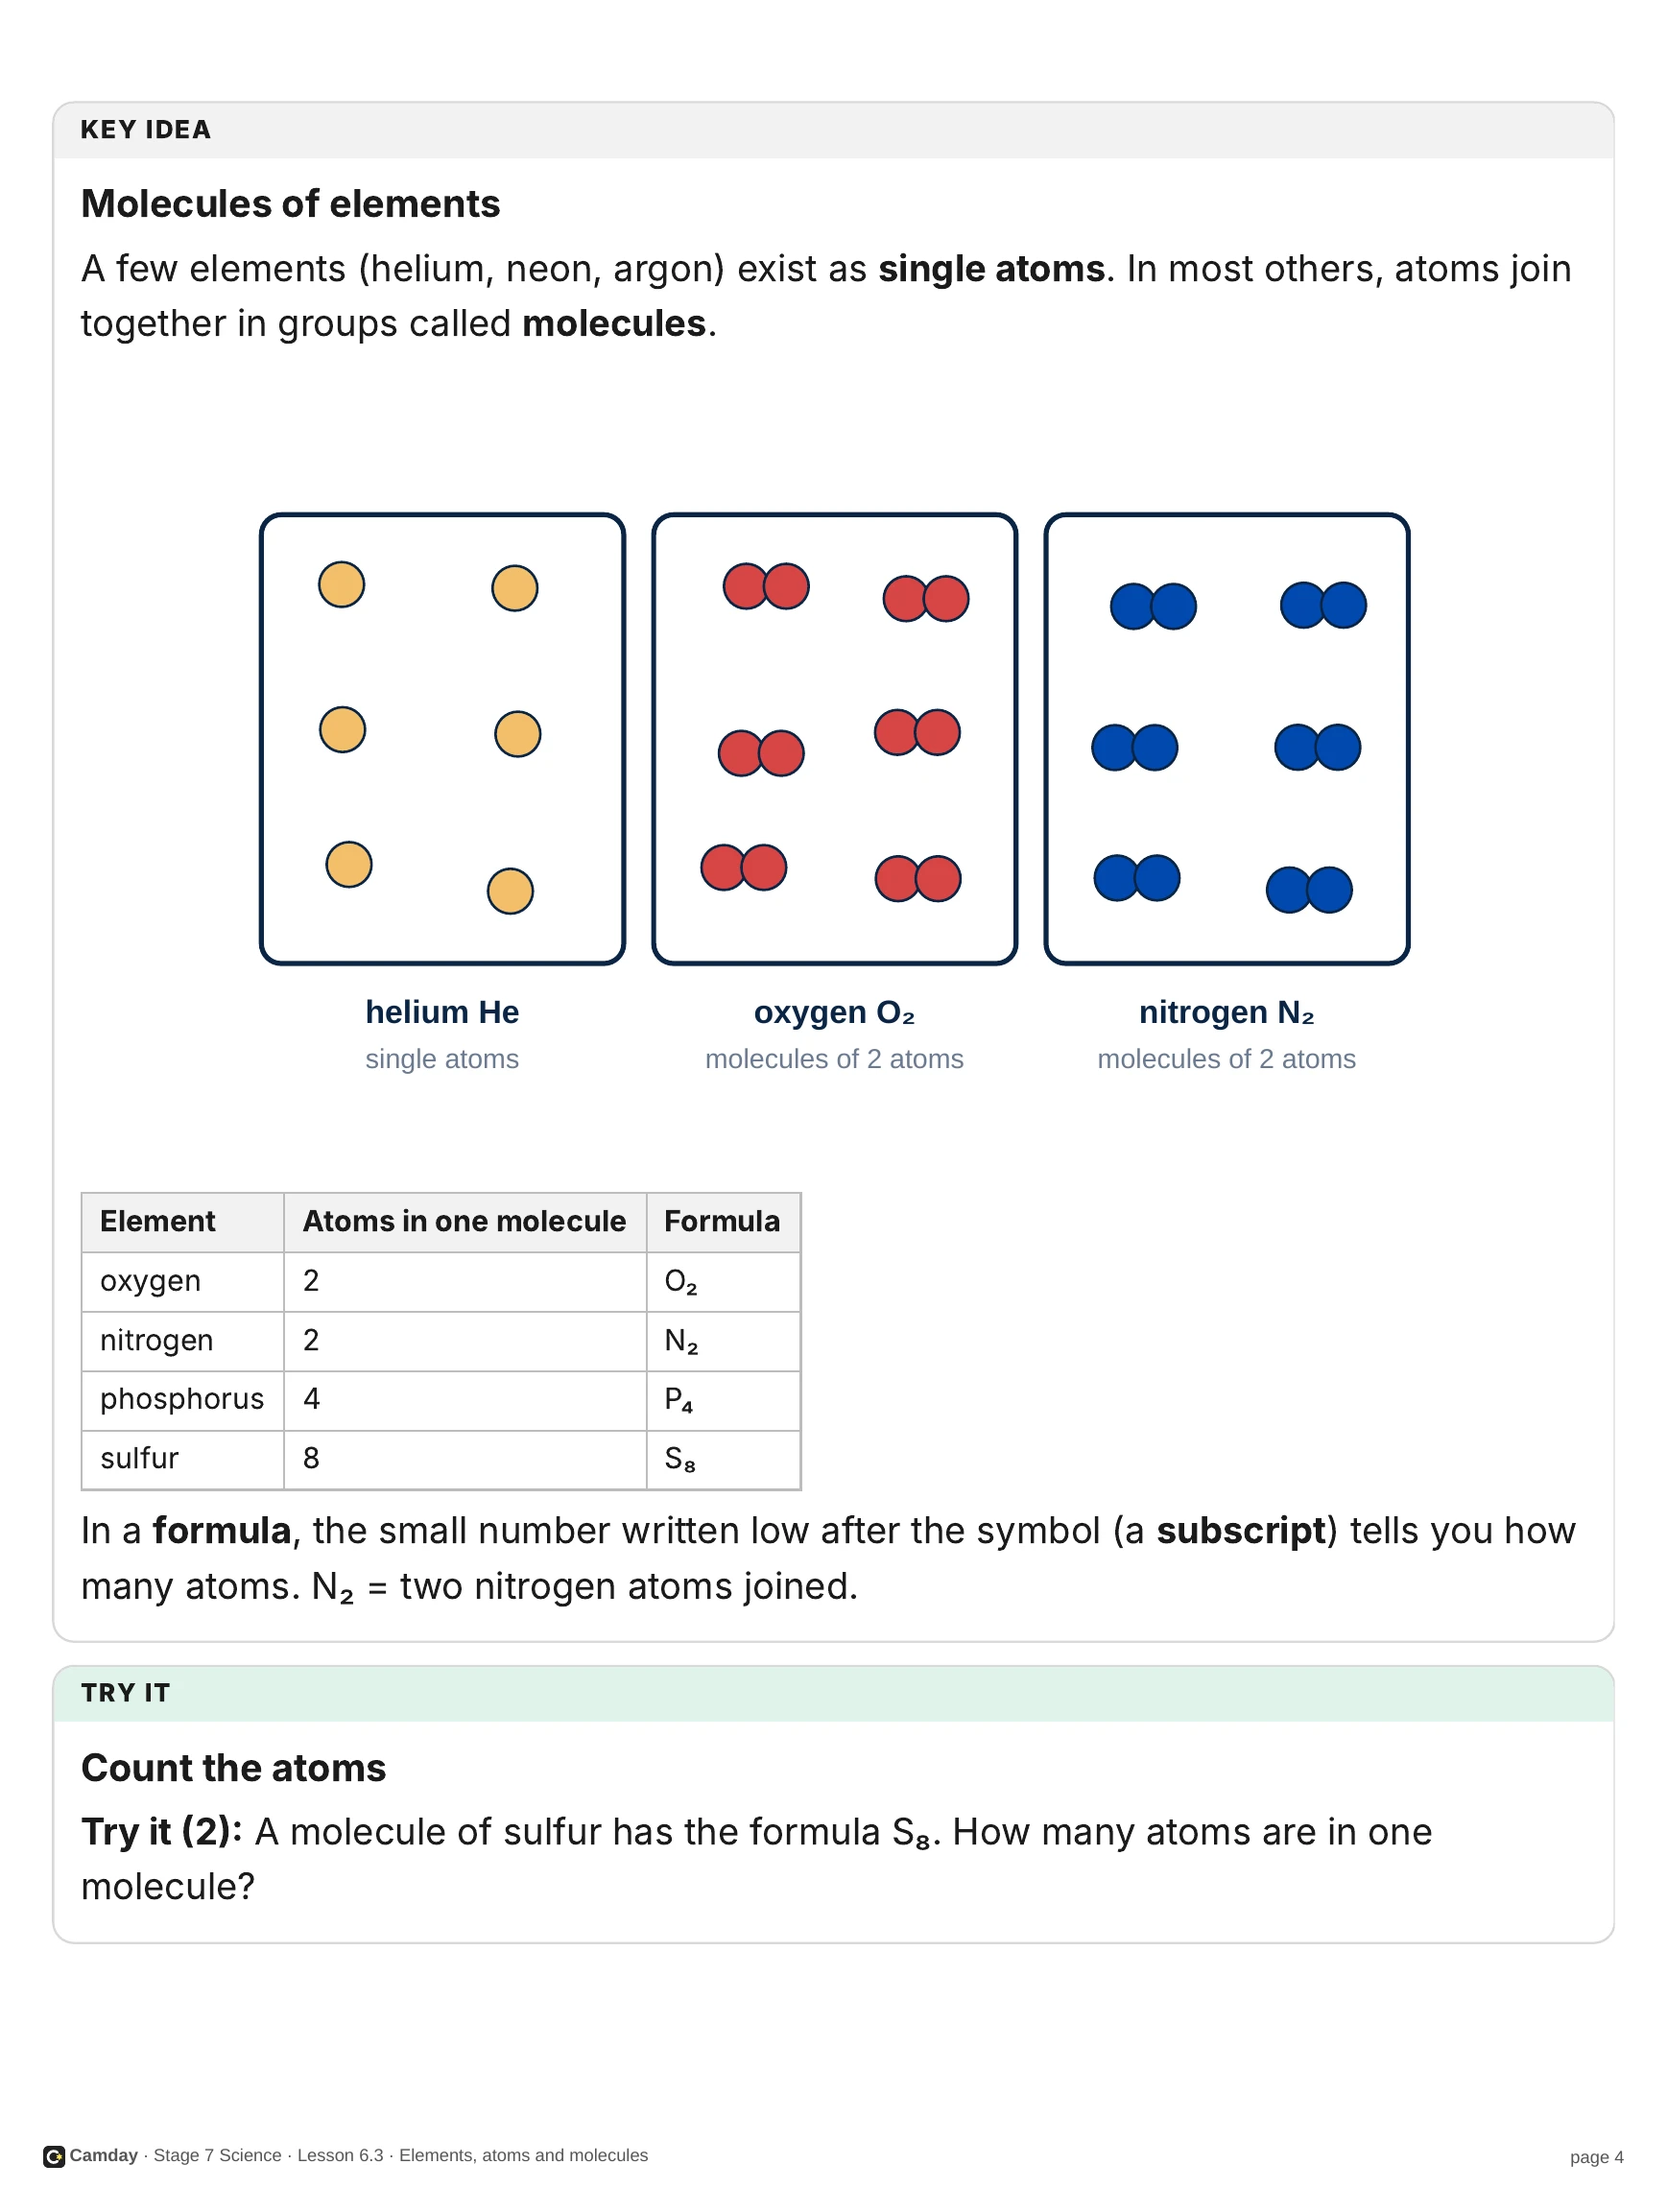 KEY IDEA
Molecules of elements
A few elements (helium, neon, argon) exist as single atoms. In most others, atoms join
together in groups called molecules.
helium He
single atoms
oxygen O₂
molecules of 2 atoms
nitrogen N₂
molecules of 2 atoms
Element Atoms in one molecule Formula
oxygen 2 O₂
nitrogen 2 N₂
phosphorus 4 P₄
sulfur 8 S₈
In a formula, the small number written low after the symbol (a subscript) tells you how
many atoms. N₂ = two nitrogen atoms joined.
TRY IT
Count the atoms
Try it (2): A molecule of sulfur has the formula S₈. How many atoms are in one
molecule?
Camday · Stage 7 Science · Lesson 6.3 · Elements, atoms and molecules
page 4